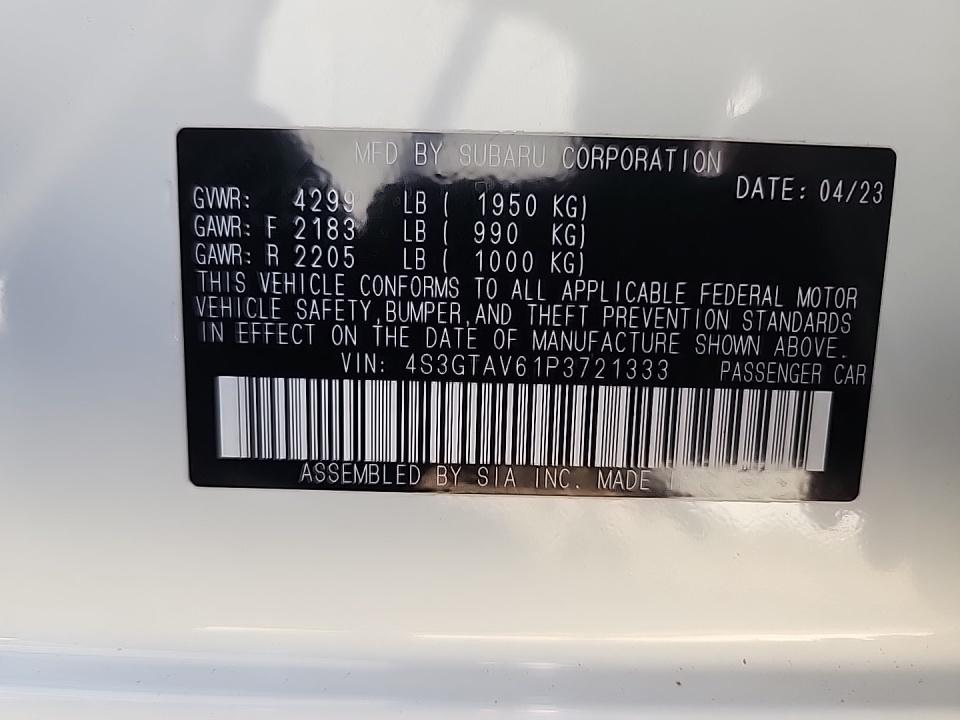 MFD BY SUBARU CORPORATION
DATE: 04/23
GVWR: 4299 LB ( 1950 KG)
GAWR: F 2183 LB ( 990 KG)
GAWR: R 2205 LB ( 1000 KG)
THIS VEHICLE CONFORMS TO ALL APPLICABLE FEDERAL MOTOR
VEHICLE SAFETY,BUMPER,AND THEFT PREVENTION STANDARDS
IN EFFECT ON THE DATE OF MANUFACTURE SHOWN ABOVE.
VIN: 4S3GTAV61P3721333 PASSENGER CAR
ASSEMBLED BY SIA INC. MADE